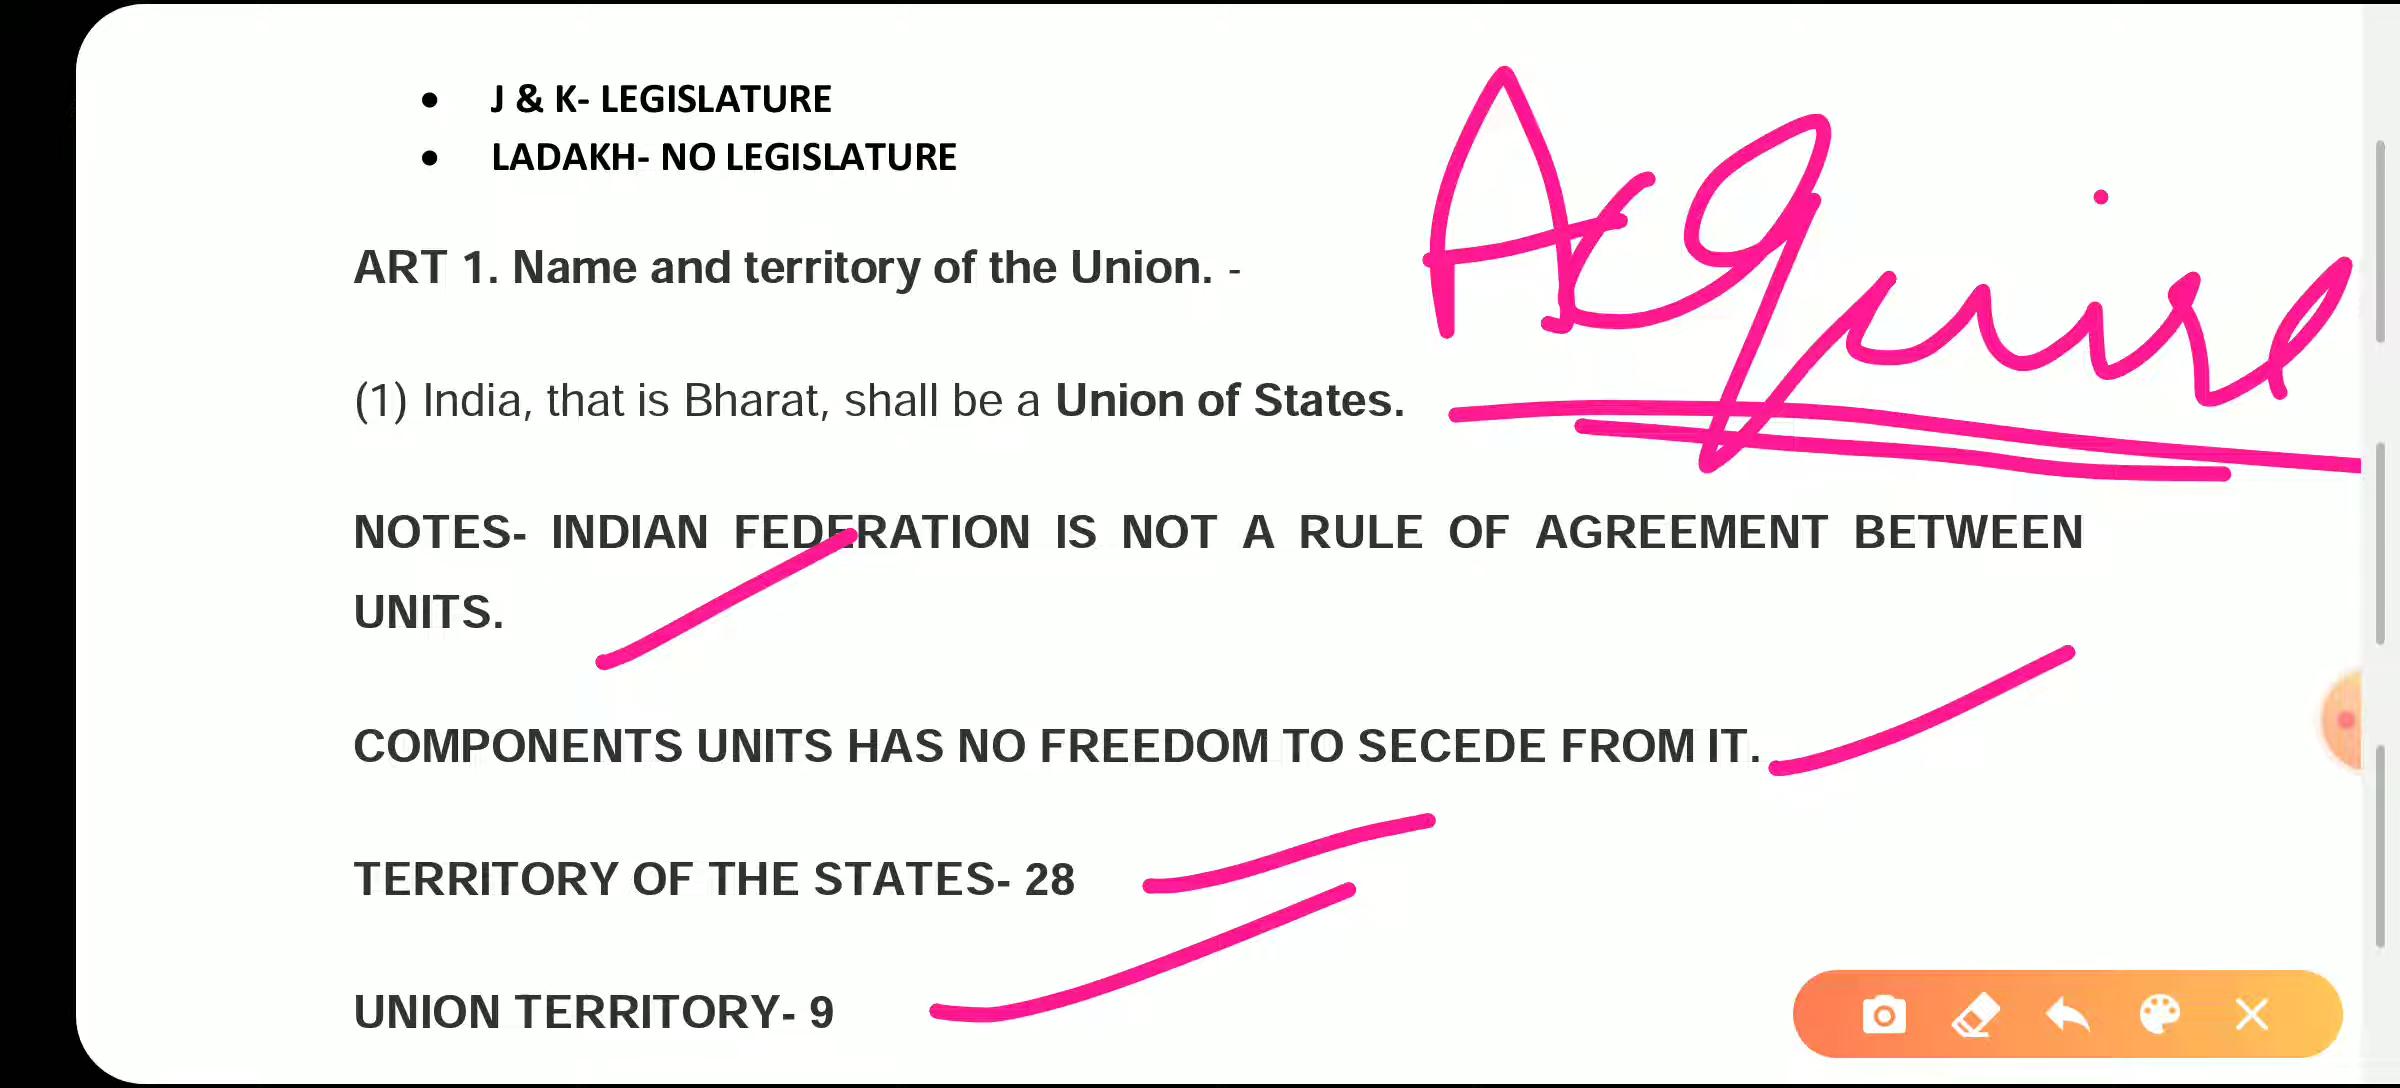 • J & K- LEGISLATURE
• LADAKH- NO LEGISLATURE
Acquire
ART 1. Name and territory of the Union. -
(1) India, that is Bharat, shall be a Union of States.
NOTES- INDIAN FEDERATION IS NOT A RULE OF AGREEMENT BETWEEN
UNITS.
COMPONENTS UNITS HAS NO FREEDOM TO SECEDE FROM IT.
TERRITORY OF THE STATES- 28
UNION TERRITORY- 9